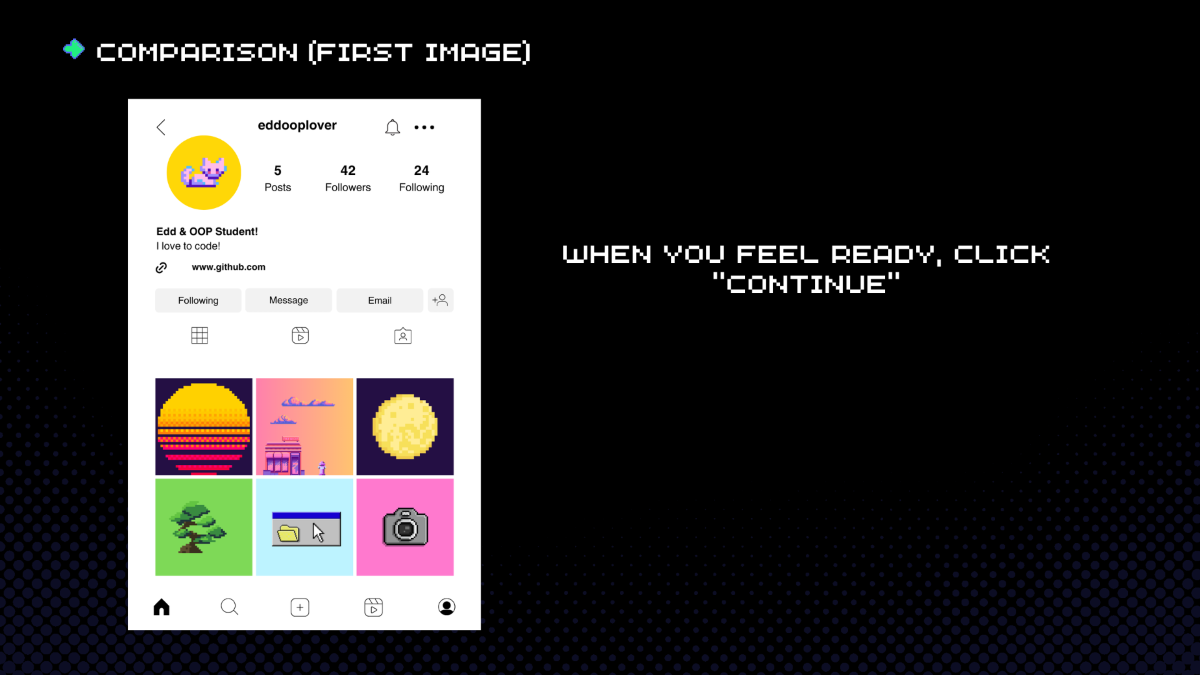 COMPARISON (FIRST IMAGE)
eddooplover
5 42 24
Posts Followers Following
Edd & OOP Student!
I love to code!
www.github.com
Following Message Email
WHEN YOU FEEL READY, CLICK
"CONTINUE"